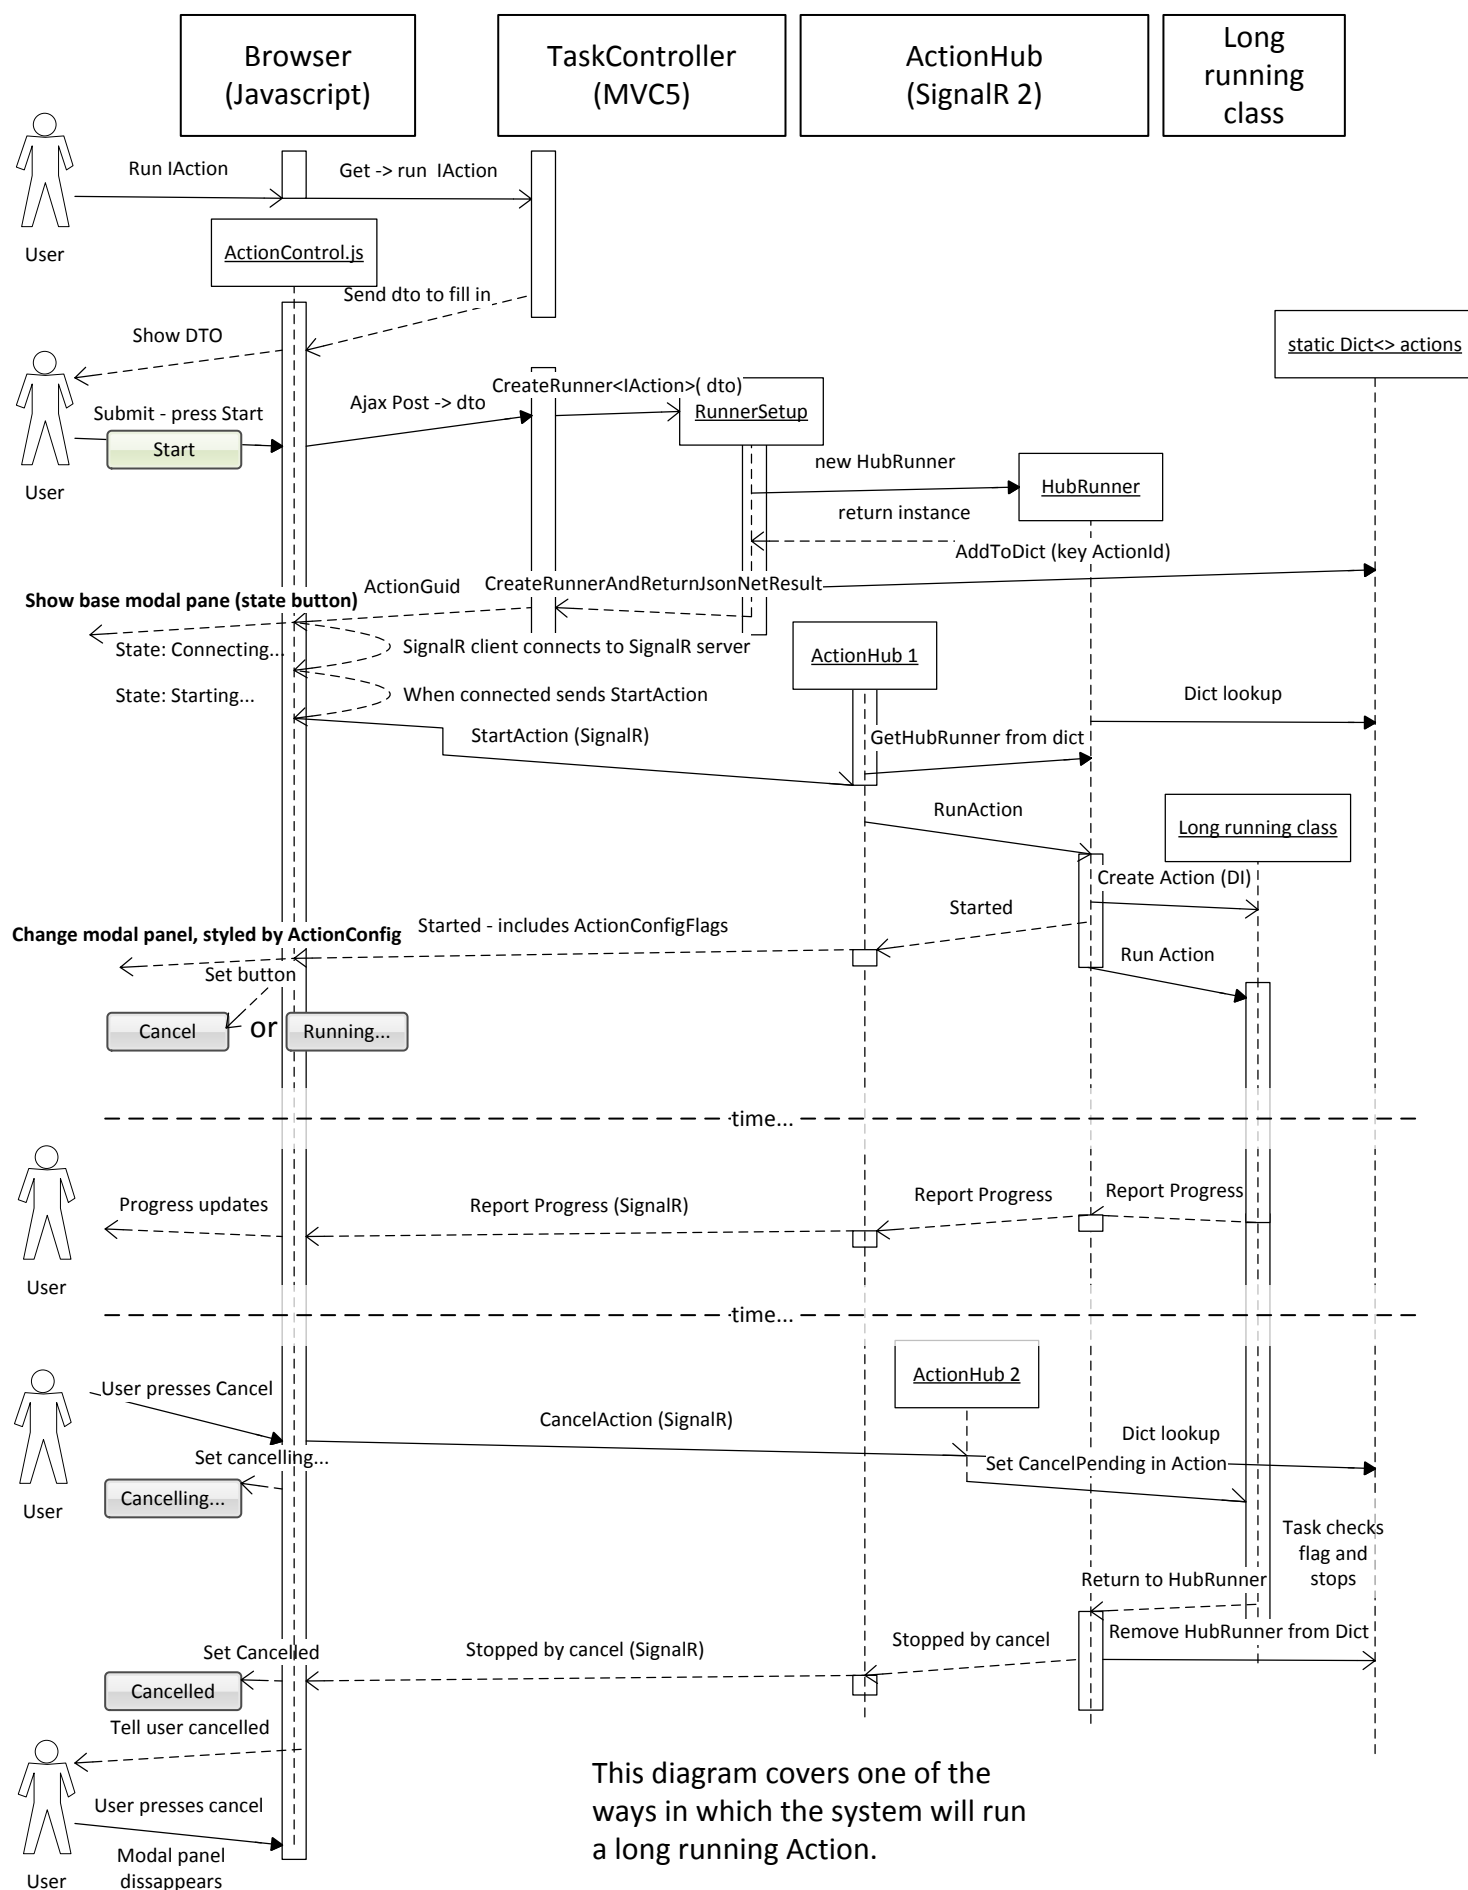 Browser
(Javascript)
TaskController
(MVC5)
ActionHub
(SignalR 2)
Long
running
class
Run IAction
Get -> run  IAction
User
ActionControl.js
Send dto to fill in
Show DTO
static Dict<> actions
CreateRunner<IAction>( dto)
Submit - press Start
Ajax Post -> dto
RunnerSetup
Start
new HubRunner
User
HubRunner
return instance
AddToDict (key ActionId)
ActionGuid
CreateRunnerAndReturnJsonNetResult
Show base modal pane (state button)
State: Connecting...
SignalR client connects to SignalR server
ActionHub 1
State: Starting...
When connected sends StartAction
Dict lookup
StartAction (SignalR)
GetHubRunner from dict
RunAction
Long running class
Create Action (DI)
Started
Started - includes ActionConfigFlags
Change modal panel, styled by ActionConfig
Run Action
Set button
Cancel
or
Running...
time...
Progress updates
Report Progress (SignalR)
Report Progress
Report Progress
User
time...
ActionHub 2
User presses Cancel
CancelAction (SignalR)
Dict lookup
Set cancelling...
Set CancelPending in Action
Cancelling...
User
Task checks
flag and
stops
Return to HubRunner
Remove HubRunner from Dict
Set Cancelled
Stopped by cancel (SignalR)
Stopped by cancel
Cancelled
Tell user cancelled
This diagram covers one of the
ways in which the system will run
a long running Action.
User presses cancel
Modal panel
dissappears
User